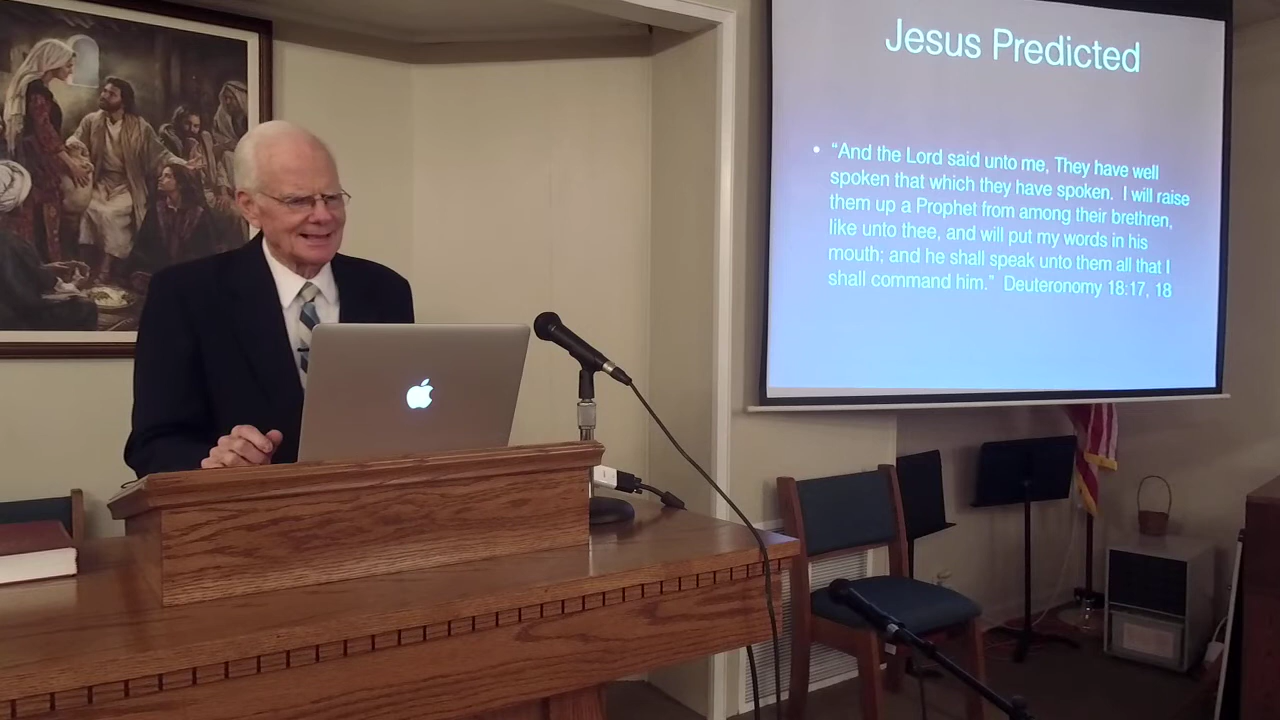 Jesus Predicted
• “And the Lord said unto me, They have well
spoken that which they have spoken. I will raise
them up a Prophet from among their brethren,
like unto thee, and will put my words in his
mouth; and he shall speak unto them all that I
shall command him.” Deuteronomy 18:17, 18